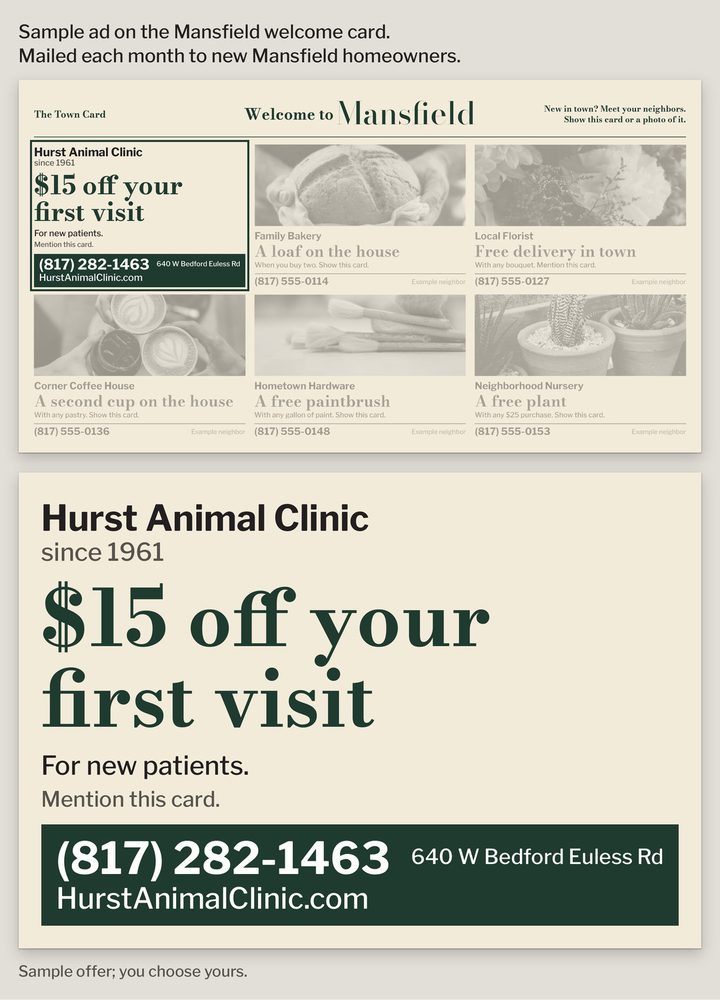 Sample ad on the Mansfield welcome card.
Mailed each month to new Mansfield homeowners.
The Town Card
Welcome to Mansfield
New in town? Meet your neighbors.
Show this card or a photo of it.
Hurst Animal Clinic
since 1961
$15 off your
first visit
For new patients.
Mention this card.
(817) 282-1463 640 W Bedford Euless Rd
HurstAnimalClinic.com
Family Bakery
A loaf on the house
When you buy two. Show this card.
(817) 555-0114 Example neighbor
Local Florist
Free delivery in town
With any bouquet. Mention this card.
(817) 555-0127 Example neighbor
Corner Coffee House
A second cup on the house
With any pastry. Show this card.
(817) 555-0136 Example neighbor
Hometown Hardware
A free paintbrush
With any gallon of paint. Show this card.
(817) 555-0148 Example neighbor
Neighborhood Nursery
A free plant
With any $25 purchase. Show this card.
(817) 555-0153 Example neighbor
Hurst Animal Clinic
since 1961
$15 off your
first visit
For new patients.
Mention this card.
(817) 282-1463 640 W Bedford Euless Rd
HurstAnimalClinic.com
Sample offer; you choose yours.